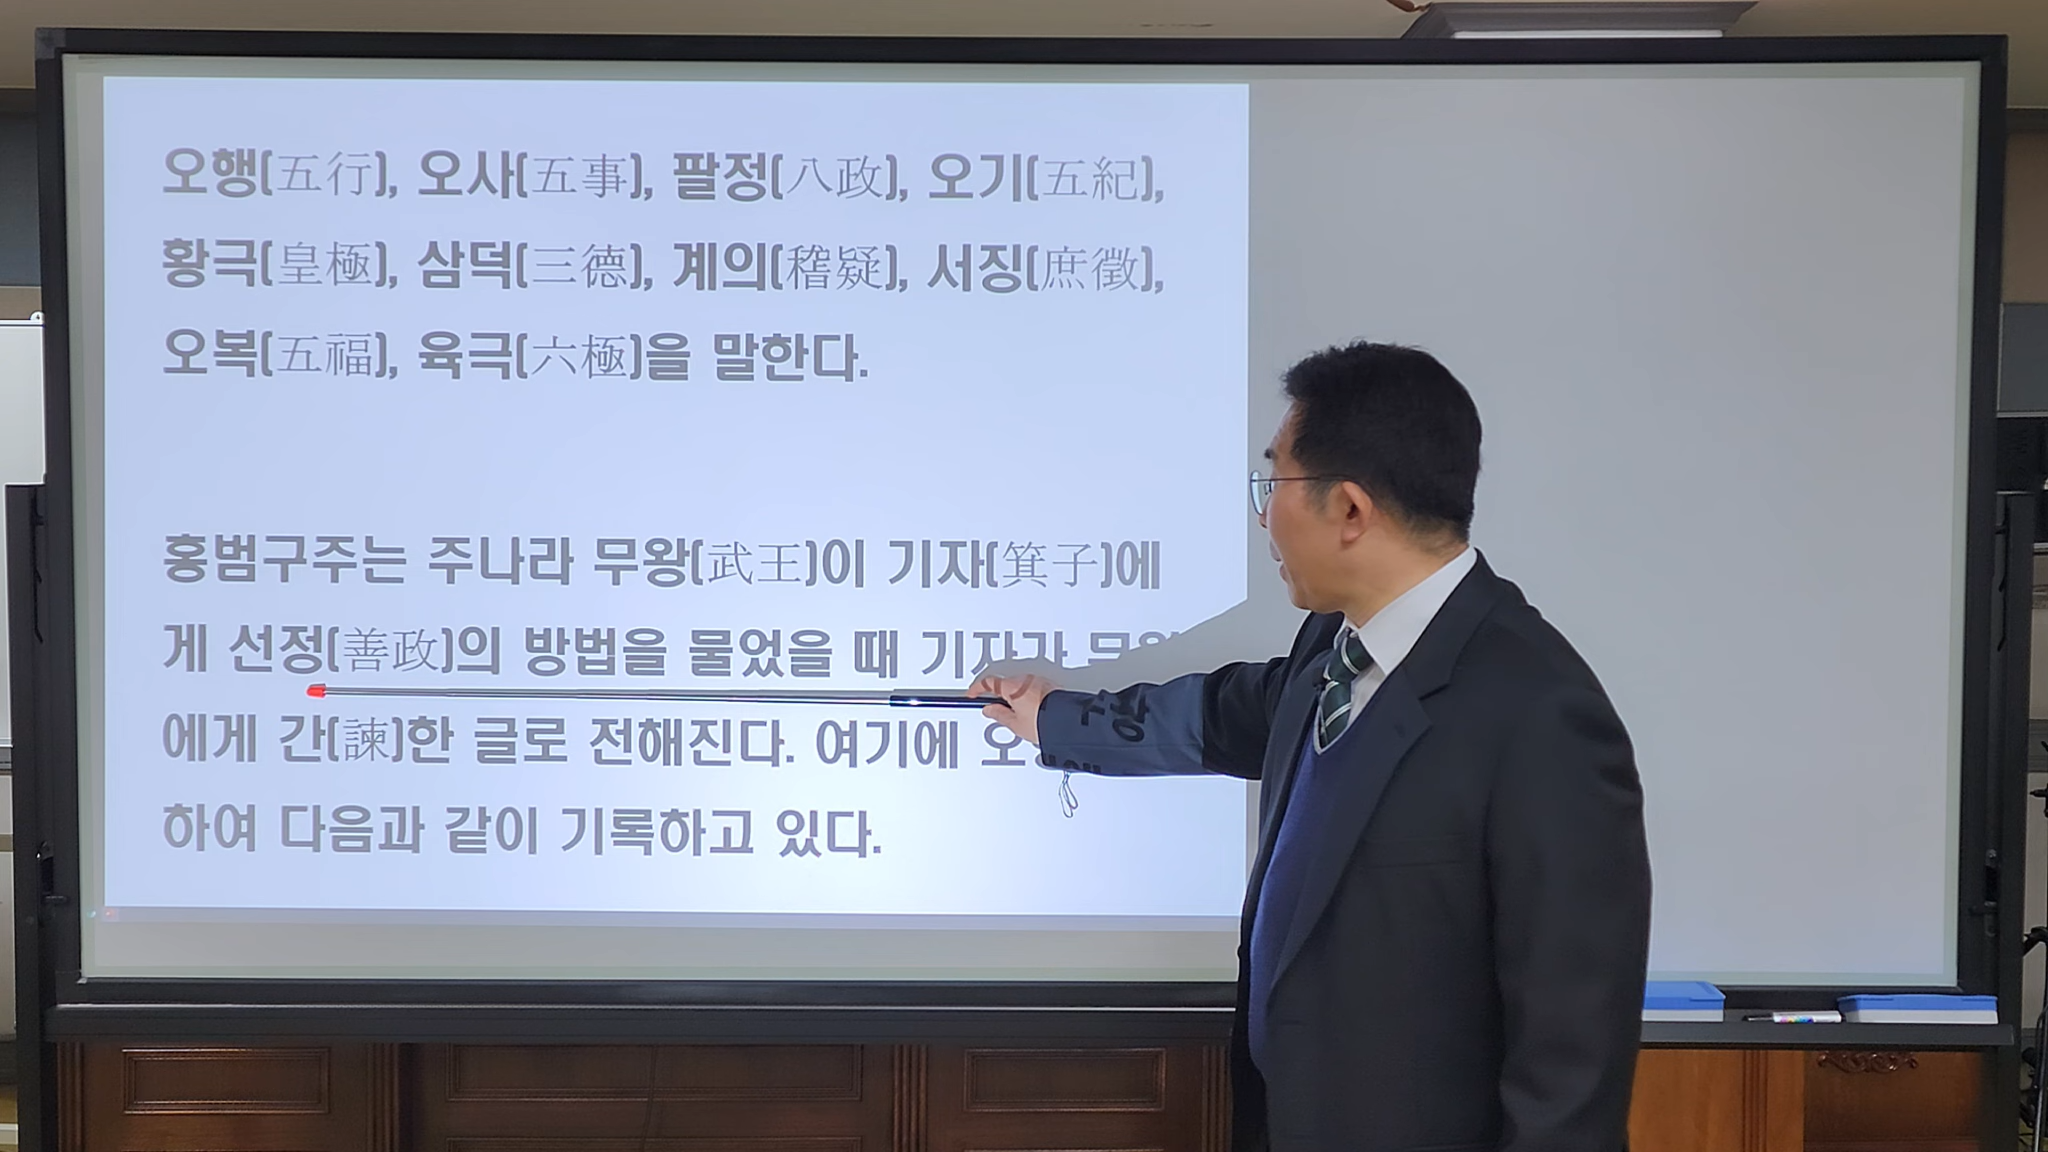 오행(五行), 오사(五事), 팔정(八政), 오기(五紀),
황극(皇極), 삼덕(三德), 계의(稽疑), 서징(庶徵),
오복(五福), 육극(六極)을 말한다.
홍범구주는 주나라 무왕(武王)이 기자(箕子)에
게 선정(善政)의 방법을 물었을 때 기자가 무왕
에게 간(諫)한 글로 전해진다. 여기에
하여 다음과 같이 기록하고 있다.